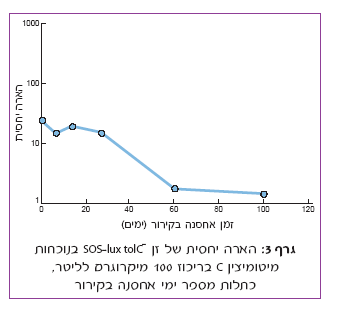 1000
100
10
1
הארה יחסית
0 20 40 60 80 100 120
זמן אחסנה בקירור (ימים)
גרף 3: הארה יחסית של זן SOS-lux tolC⁻ בנוכחות
מיטומיצין C בריכוז 100 מיקרוגרם לליטר,
כתלות מספר ימי אחסנה בקירור